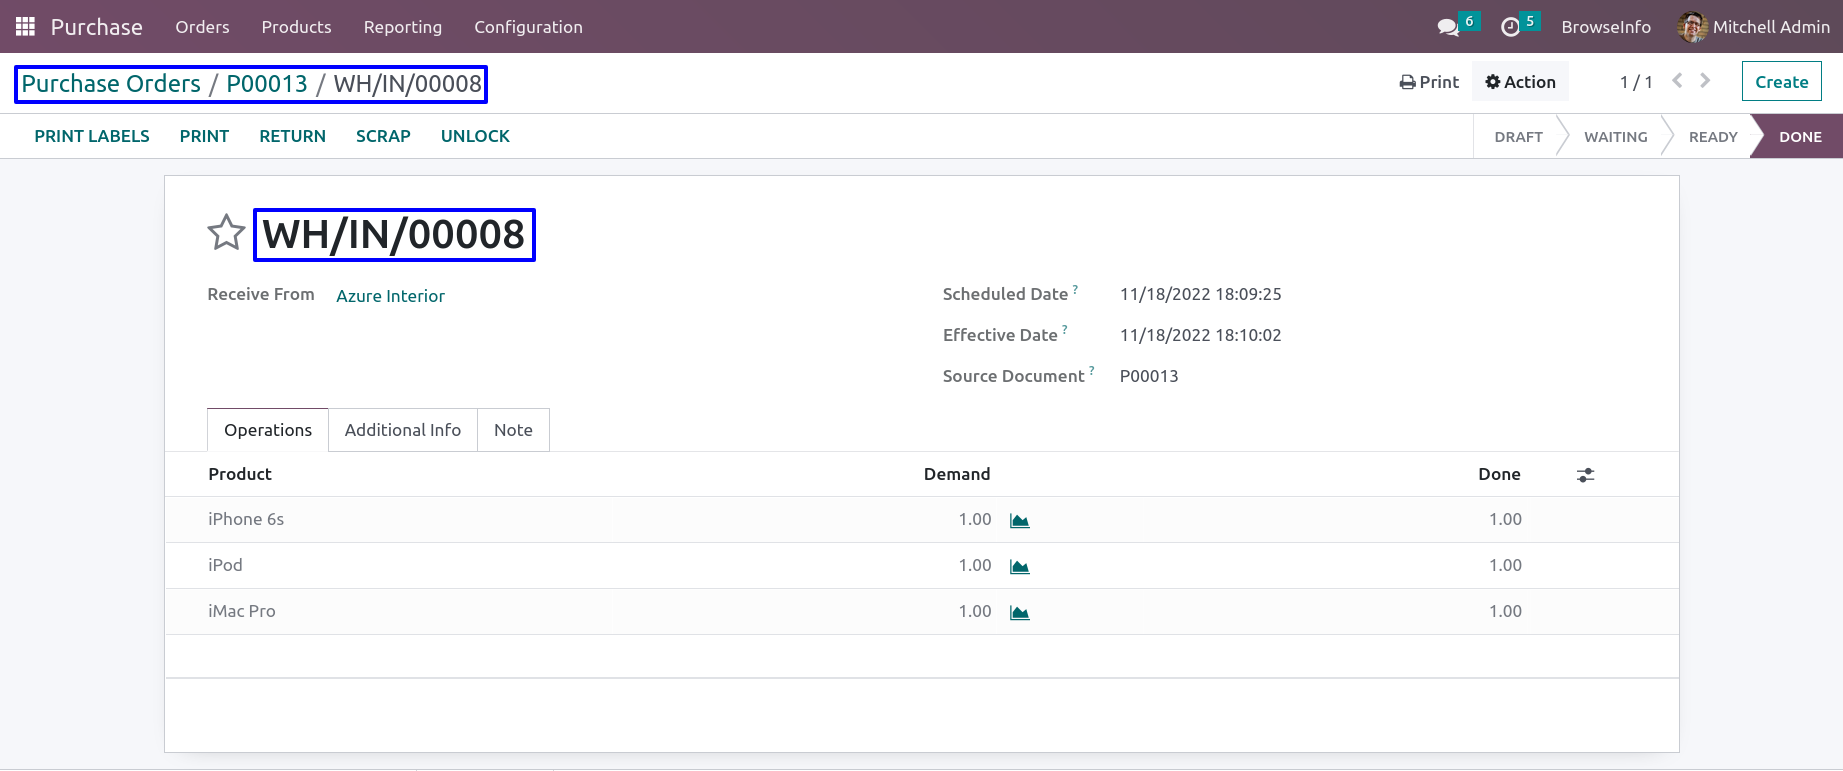 Purchase Orders Products Reporting Configuration 6 5 BrowseInfo Mitchell Admin
Purchase Orders / P00013 / WH/IN/00008 Print Action 1 / 1 Create
PRINT LABELS PRINT RETURN SCRAP UNLOCK DRAFT WAITING READY DONE
WH/IN/00008
Receive From Azure Interior Scheduled Date ? 11/18/2022 18:09:25
Effective Date ? 11/18/2022 18:10:02
Source Document ? P00013
Operations Additional Info Note
Product Demand Done
iPhone 6s 1.00 1.00
iPod 1.00 1.00
iMac Pro 1.00 1.00